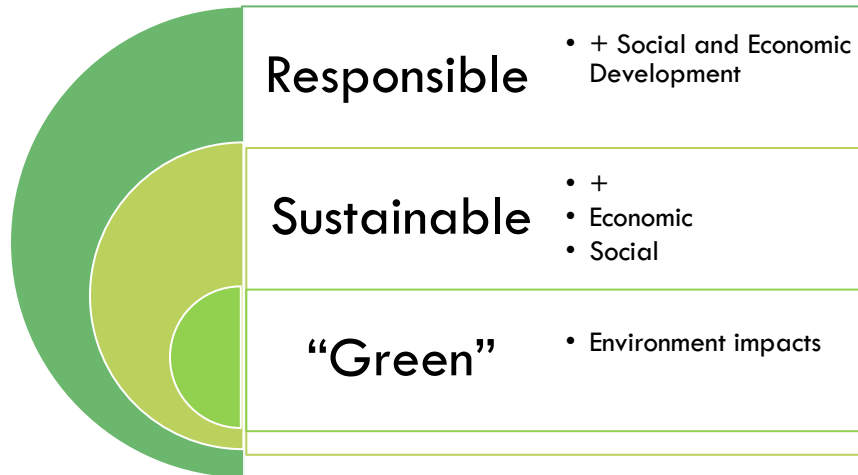 Responsible
• + Social and Economic
Development
Sustainable
• +
• Economic
• Social
“Green”
• Environment impacts